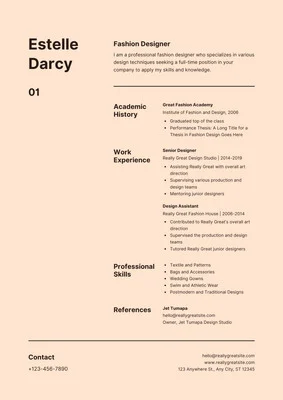 Estelle
Darcy
01
Fashion Designer
I am a professional fashion designer who specializes in various
design techniques seeking a full-time position in your
company to apply my skills and knowledge.
Academic
History
Great Fashion Academy
Institute of Fashion and Design, 2006
• Graduated top of the class
• Performance Thesis: A Long Title for a
Thesis in Fashion Design Goes Here
Work
Experience
Senior Designer
Really Great Design Studio | 2014-2018
• Assisting Really Great with overall art
direction
• Supervising various production and
design teams
• Mentoring junior designers
Design Assistant
Really Great Fashion House | 2006-2014
• Contributed to Really Great's overall art
direction
• Supervised the production and design
teams
• Tutored Really Great junior designers
Professional
Skills
• Textile and Patterns
• Bags and Accessories
• Wedding Gowns
• Swim and Athletic Wear
• Postmodern and Traditional Designs
References
Jet Tumapa
hello@reallygreatsite.com
Owner, Jet Tumapa Design Studio
Contact
+123-456-7890
hello@reallygreatsite.com
www.reallygreatsite.com
123 Anywhere St., Any City, ST 12345